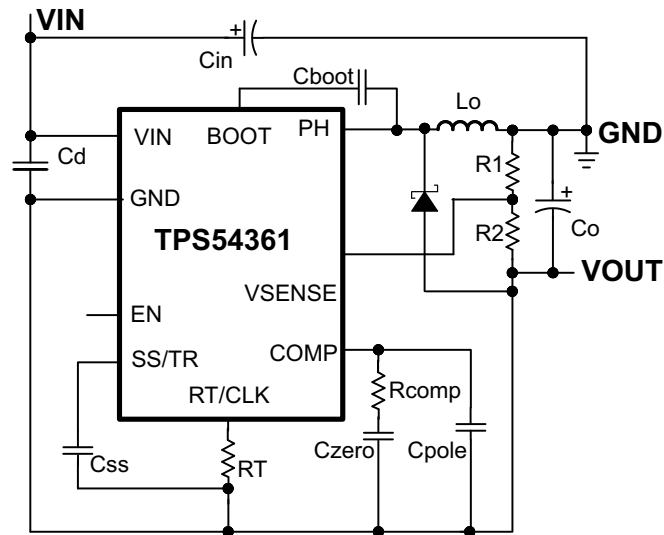 VIN
+
Cin
Cboot
Lo
VIN
BOOT
PH
GND
Cd
R1
GND
+
TPS54361
R2
Co
VOUT
VSENSE
EN
COMP
SS/TR
RT/CLK
Rcomp
Czero
Cpole
Css
RT